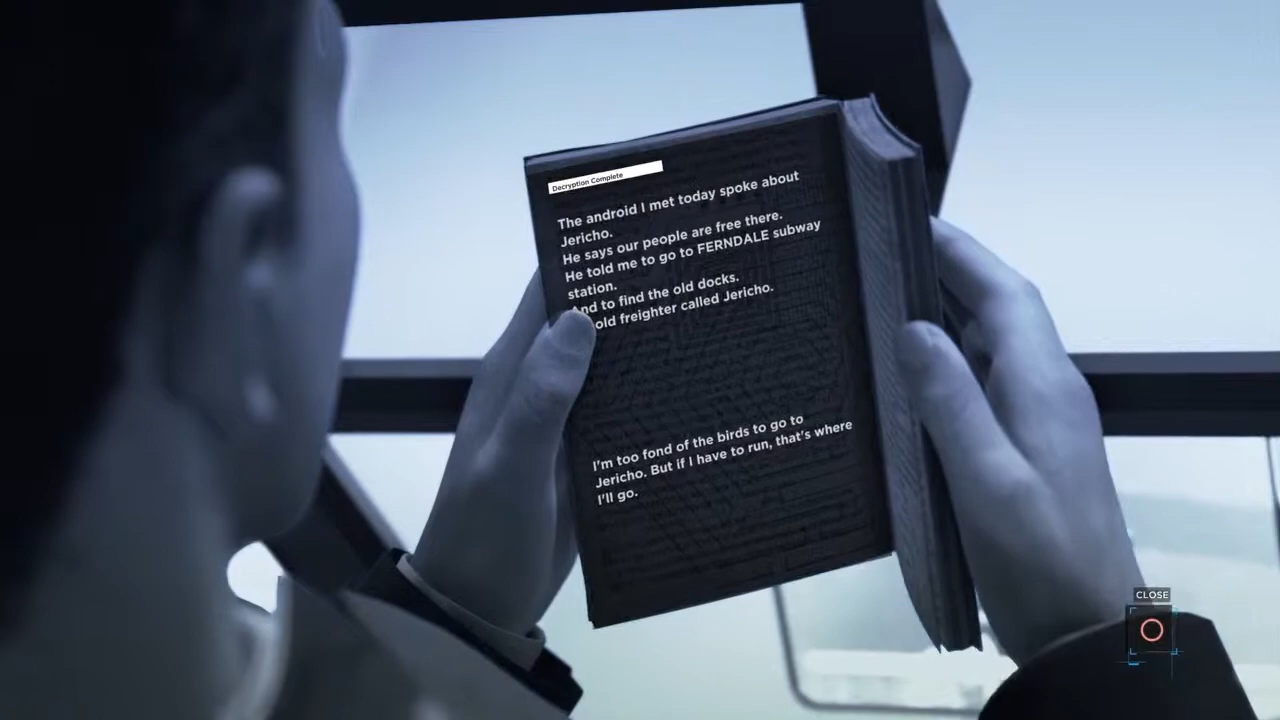 Decryption Complete
The android I met today spoke about
Jericho.
He says our people are free there.
He told me to go to FERNDALE subway
station.
And to find the old docks.
old freighter called Jericho.
I'm too fond of the birds to go to
Jericho. But if I have to run, that's where
I'll go.
CLOSE